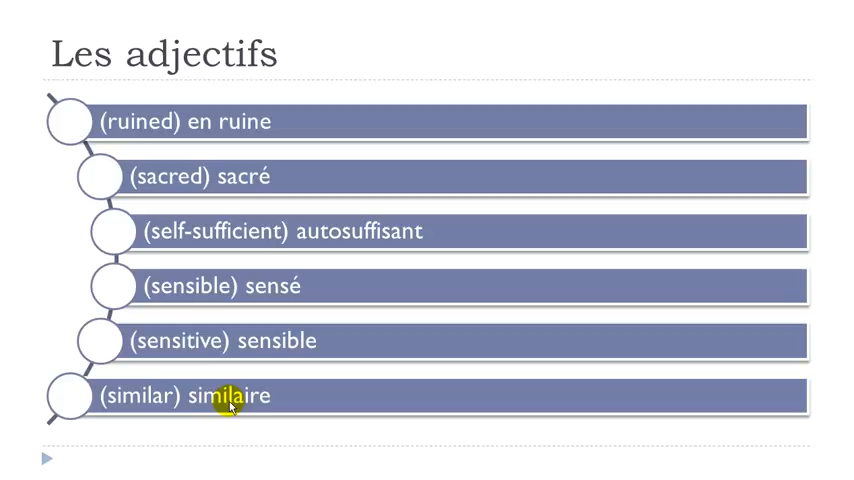 Les adjectifs
(ruined) en ruine
(sacred) sacré
(self-sufficient) autosuffisant
(sensible) sensé
(sensitive) sensible
(similar) similaire